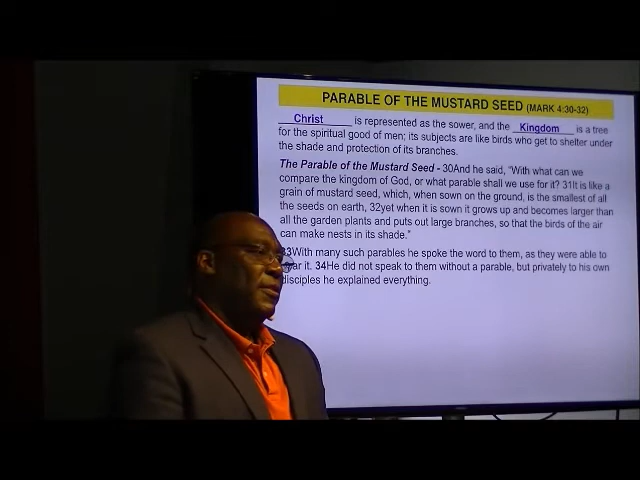 PARABLE OF THE MUSTARD SEED (MARK 4:30-32)
Christ is represented as the sower, and the Kingdom is a tree
for the spiritual good of men; its subjects are like birds who get to shelter under
the shade and protection of its branches.
The Parable of the Mustard Seed - 30And he said, "With what can we
compare the kingdom of God, or what parable shall we use for it? 31It is like a
grain of mustard seed, which, when sown on the ground, is the smallest of all
the seeds on earth, 32yet when it is sown it grows up and becomes larger than
all the garden plants and puts out large branches, so that the birds of the air
can make nests in its shade."
33With many such parables he spoke the word to them, as they were able to
it. 34He did not speak to them without a parable, but privately to his own
disciples he explained everything.